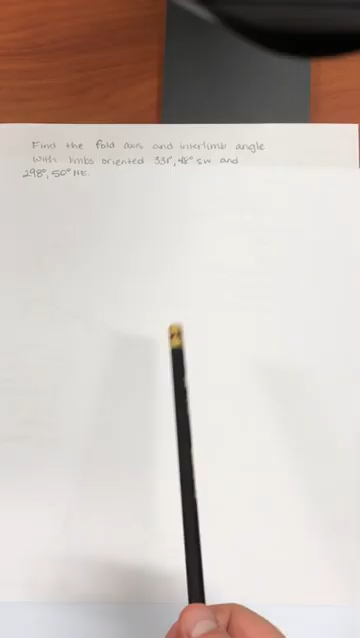 Find the fold axis and interlimb angle
with limbs oriented 331°, 48° SW and
298°, 50° NE.